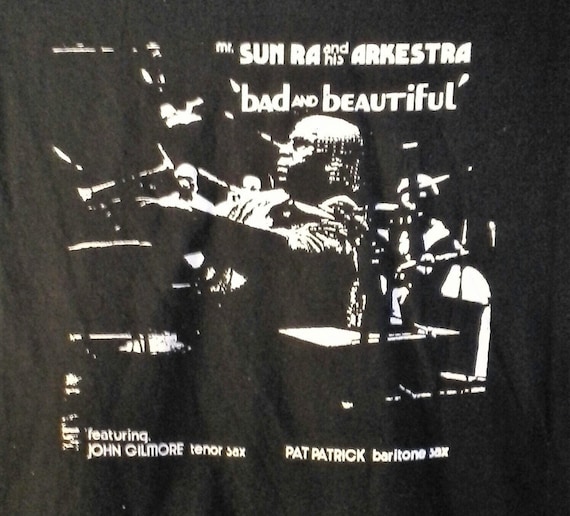 mr. SUN RA and his ARKESTRA
'bAd ANd bEAUTiful'
'featuring.
JOHN GILMORE tenor sax
PAT PATRICK baritone sax